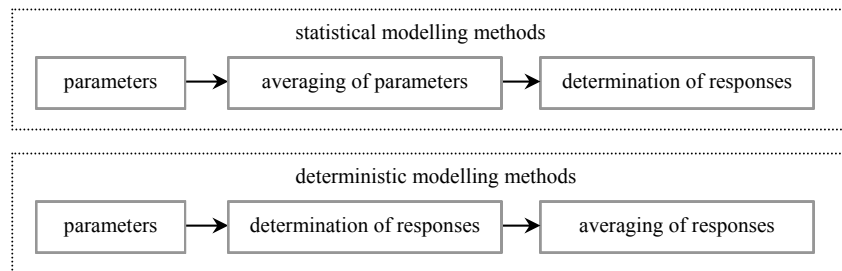 statistical modelling methods
parameters averaging of parameters determination of responses
deterministic modelling methods
parameters determination of responses averaging of responses